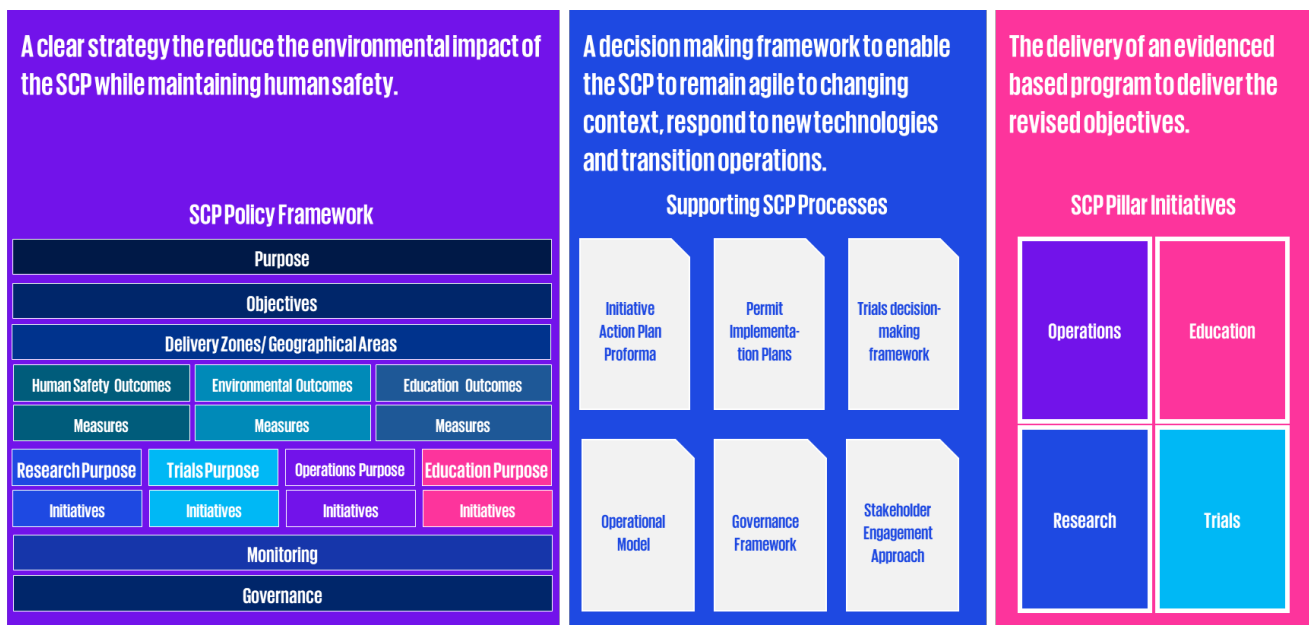 A clear strategy the reduce the environmental impact of
the SCP while maintaining human safety.
SCP Policy Framework
Purpose
Objectives
Delivery Zones/ Geographical Areas
Human Safety Outcomes
Environmental Outcomes
Education Outcomes
Measures
Measures
Measures
Research Purpose
Trials Purpose
Operations Purpose
Education Purpose
Initiatives
Initiatives
Initiatives
Initiatives
Monitoring
Governance
A decision making framework to enable
the SCP to remain agile to changing
context, respond to new technologies
and transition operations.
Supporting SCP Processes
Initiative
Action Plan
Proforma
Permit
Implementa-
tion Plans
Trials decision-
making
framework
Operational
Model
Governance
Framework
Stakeholder
Engagement
Approach
The delivery of an evidenced
based program to deliver the
revised objectives.
SCP Pillar Initiatives
Operations
Education
Research
Trials